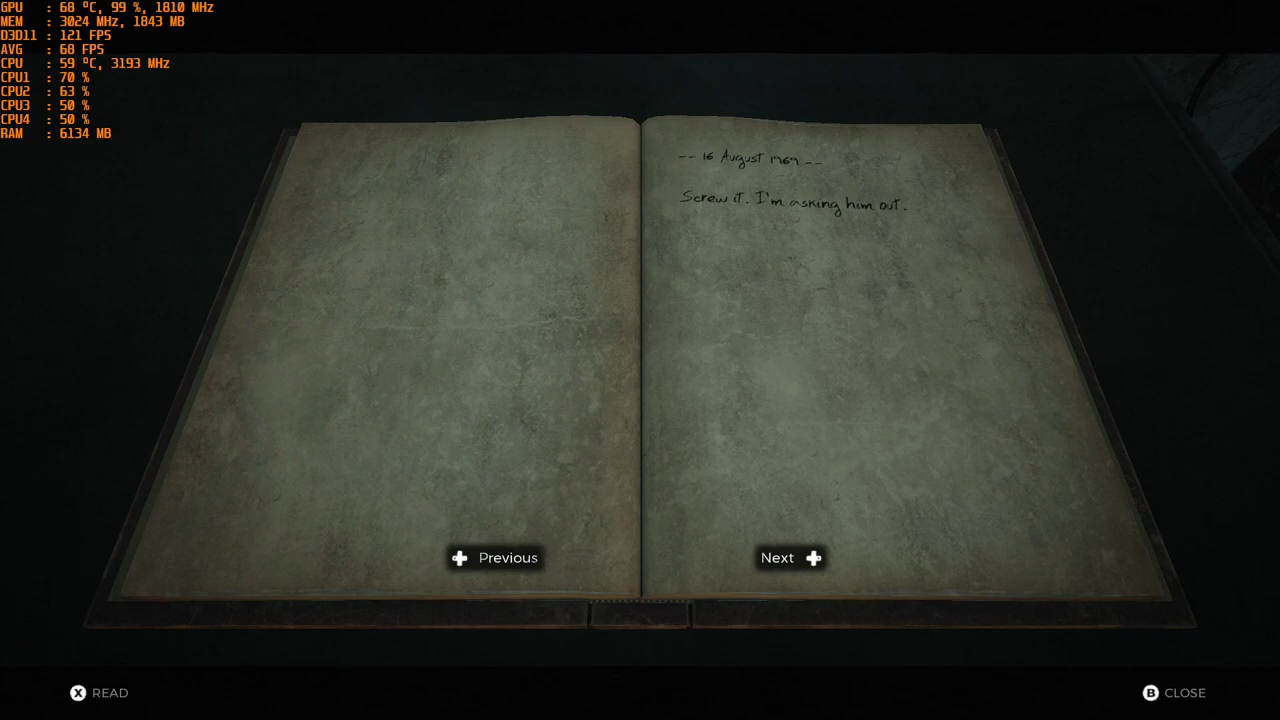 GPU : 68 ºC, 99 %, 1810 MHz
MEM : 3024 MHz, 1843 MB
D3D11 : 121 FPS
AVG : 68 FPS
CPU : 59 ºC, 3193 MHz
CPU1 : 70 %
CPU2 : 63 %
CPU3 : 50 %
CPU4 : 50 %
RAM : 6134 MB
-- 16 August 1969 --
Screw it. I'm asking him out.
Previous
Next
X READ
B CLOSE